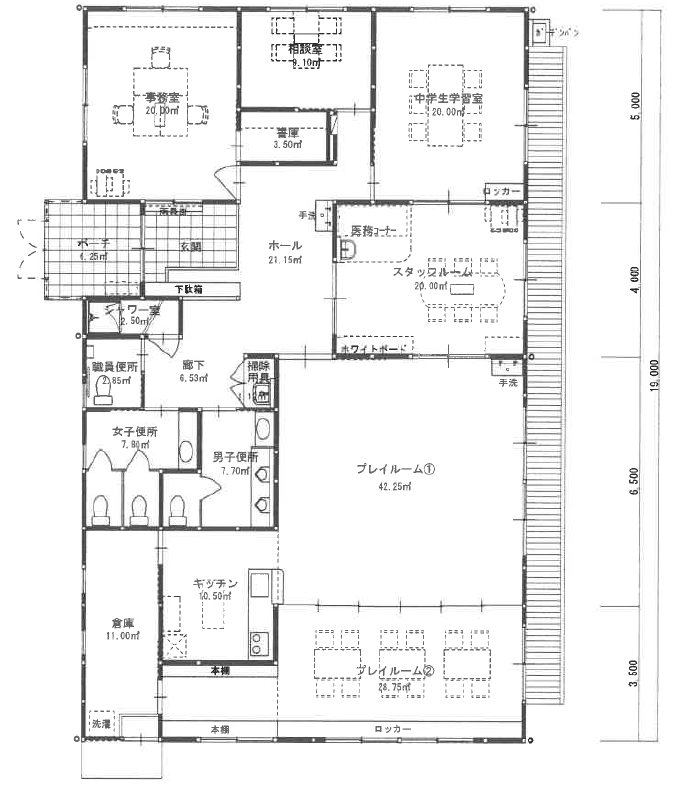 相談室
9.10㎡
ガーデンパン
事務室
20.00㎡
中学生学習室
20.00㎡
5,000
書庫
3.50㎡
ロッカー
手洗
医務コーナー
ポーチ
4.25㎡
玄関
ホール
21.15㎡
スタッフルーム
20.00㎡
4,000
下駄箱
シャワー室
2.50㎡
ホワイトボード
19,000
職員便所
2.85㎡
廊下
6.53㎡
掃除
用具
手洗
女子便所
7.80㎡
男子便所
7.70㎡
プレイルーム①
42.25㎡
6,500
キッチン
10.50㎡
倉庫
11.00㎡
本棚
プレイルーム②
28.75㎡
3,500
洗濯
本棚
ロッカー